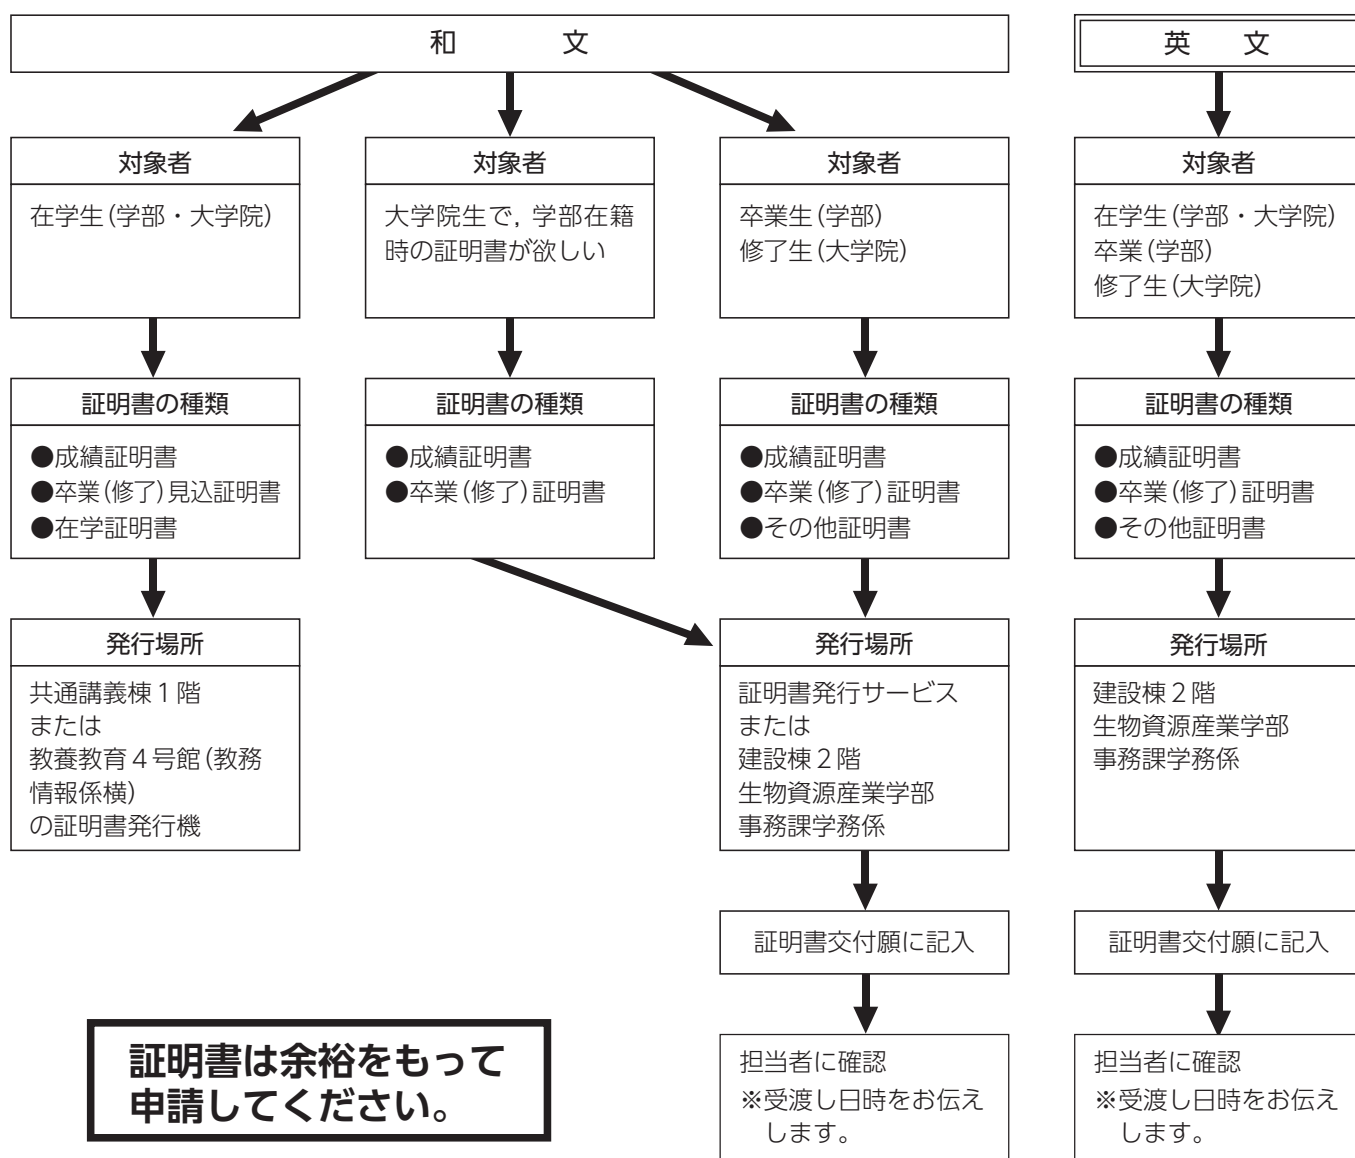 和 文
英 文
対象者
在学生(学部・大学院)
対象者
大学院生で,学部在籍
時の証明書が欲しい
対象者
卒業生(学部)
修了生(大学院)
対象者
在学生(学部・大学院)
卒業(学部)
修了生(大学院)
証明書の種類
●成績証明書
●卒業(修了)見込証明書
●在学証明書
証明書の種類
●成績証明書
●卒業(修了)証明書
証明書の種類
●成績証明書
●卒業(修了)証明書
●その他証明書
証明書の種類
●成績証明書
●卒業(修了)証明書
●その他証明書
発行場所
共通講義棟1階
または
教養教育4号館(教務
情報係横)
の証明書発行機
発行場所
証明書発行サービス
または
建設棟2階
生物資源産業学部
事務課学務係
発行場所
建設棟2階
生物資源産業学部
事務課学務係
証明書交付願に記入
証明書交付願に記入
証明書は余裕をもって
申請してください。
担当者に確認
※受渡し日時をお伝え
します。
担当者に確認
※受渡し日時をお伝え
します。